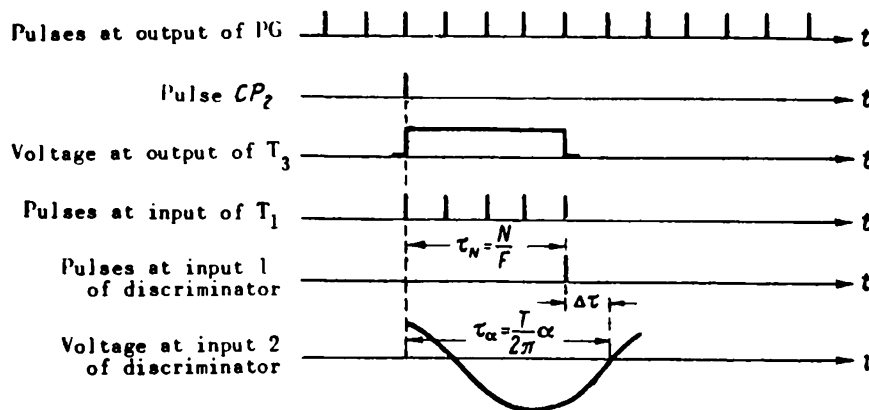 Pulses at output of PG
t
Pulse CP₂
t
Voltage at output of T₃
t
Pulses at input of T₁
t
τ_N = N/F
Pulses at input 1
of discriminator
t
Δτ
τ_α = T/2π α
Voltage at input 2
of discriminator
t